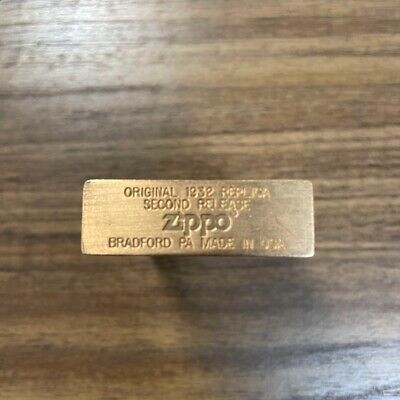 ORIGINAL 1932 REPLICA
SECOND RELEASE
Zippo
BRADFORD PA MADE IN USA